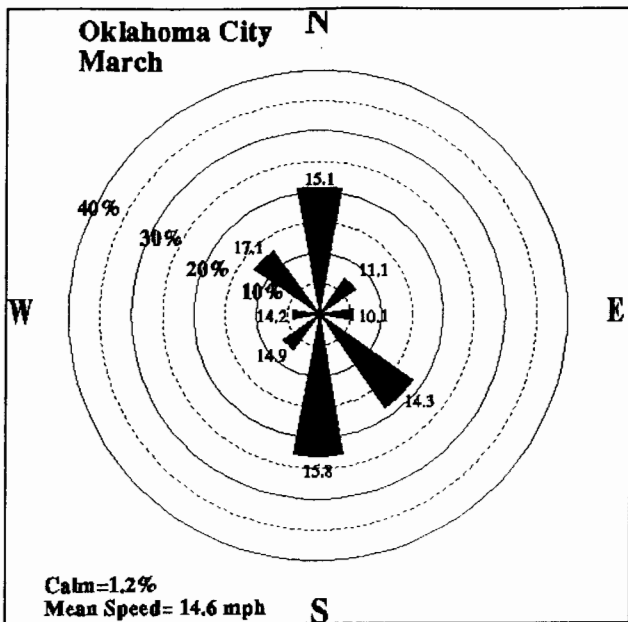 Oklahoma City
March
N
15.1
40%
30%
17.1
20%
11.1
10%
W
14.2
10.1
E
14.9
14.3
15.8
Calm=1.2%
Mean Speed= 14.6 mph
S